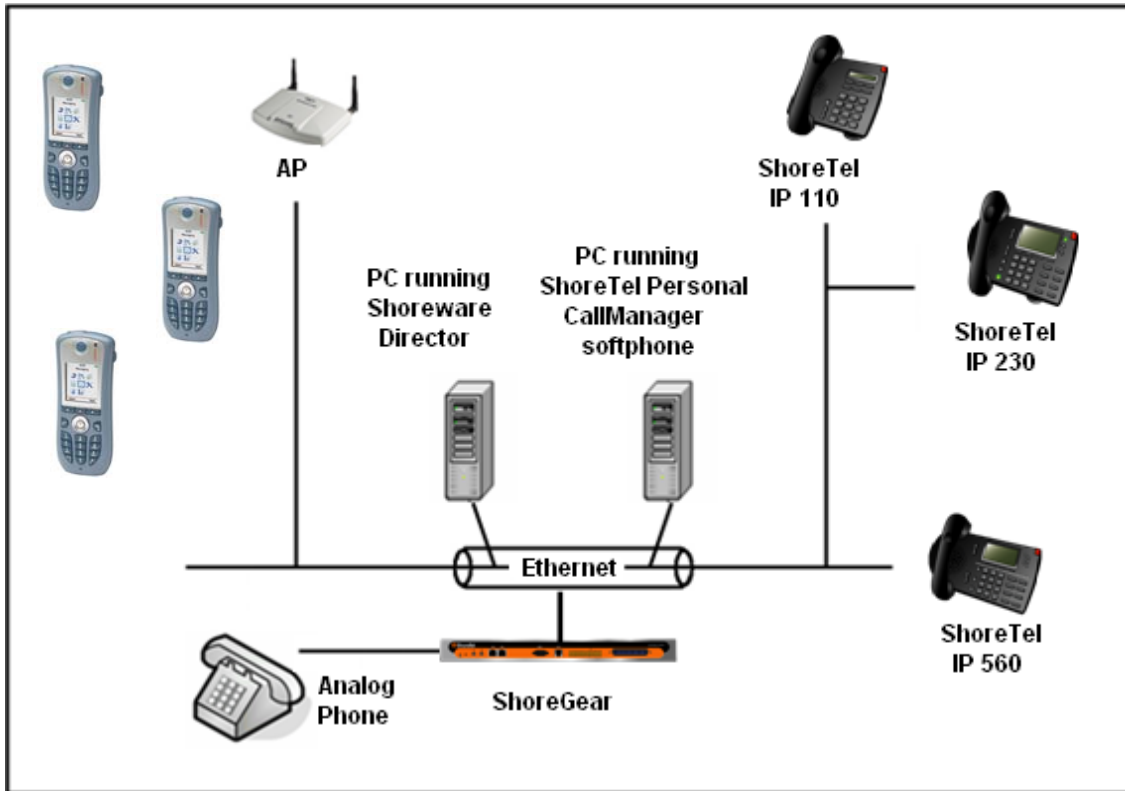 AP
ShoreTel
IP 110
PC running
Shoreware
Director
PC running
ShoreTel Personal
CallManager
softphone
ShoreTel
IP 230
Ethernet
ShoreTel
IP 560
Analog
Phone
ShoreGear